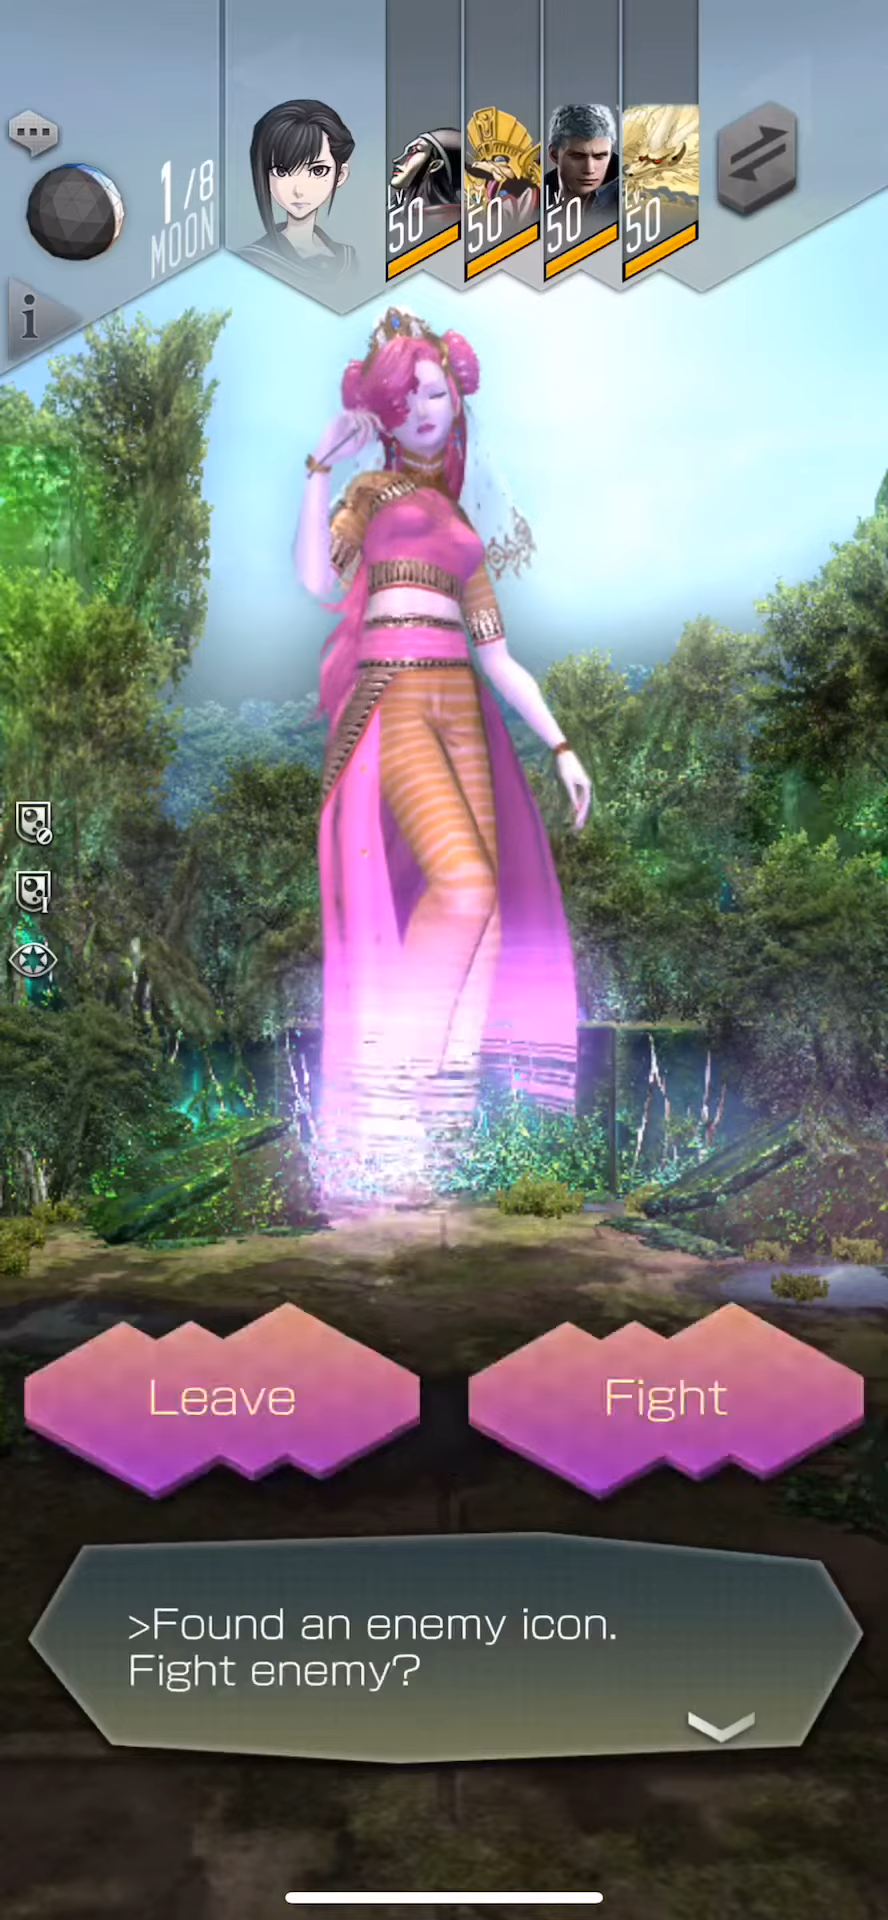 1/8
MOON
Lv.
50
Lv.
50
Lv.
50
Lv.
50
i
Leave
Fight
>Found an enemy icon.
Fight enemy?